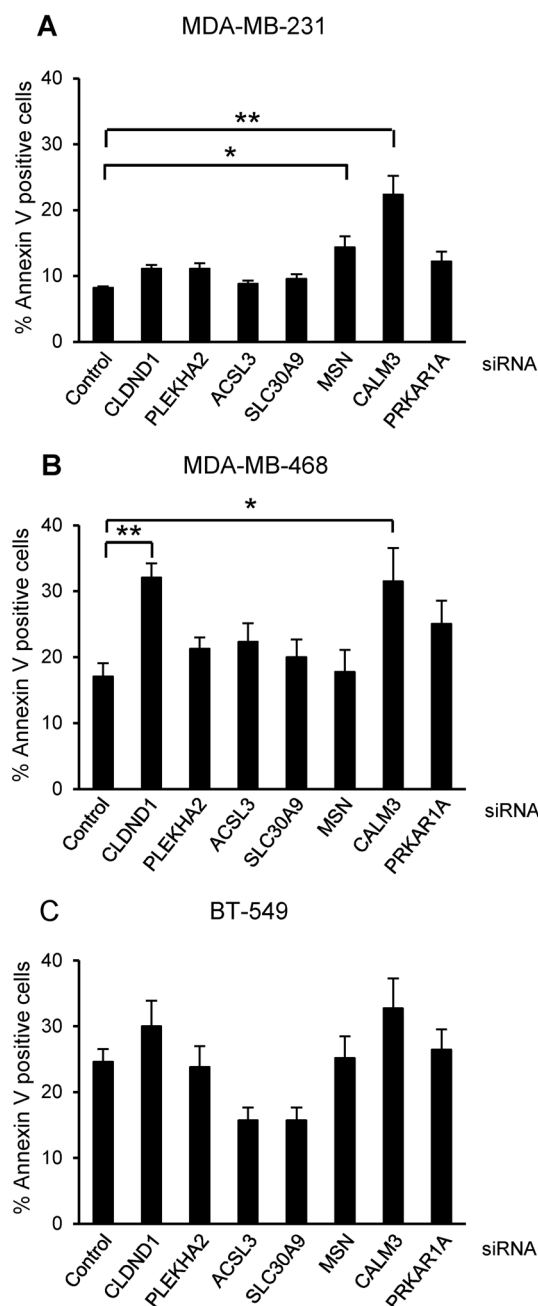 A
MDA-MB-231
% Annexin V positive cells
40
30
20
10
0
**
*
Control
CLDND1
PLEKHA2
ACSL3
SLC30A9
MSN
CALM3
PRKAR1A
siRNA
B
MDA-MB-468
% Annexin V positive cells
40
30
20
10
0
*
**
Control
CLDND1
PLEKHA2
ACSL3
SLC30A9
MSN
CALM3
PRKAR1A
siRNA
C
BT-549
% Annexin V positive cells
40
30
20
10
0
Control
CLDND1
PLEKHA2
ACSL3
SLC30A9
MSN
CALM3
PRKAR1A
siRNA